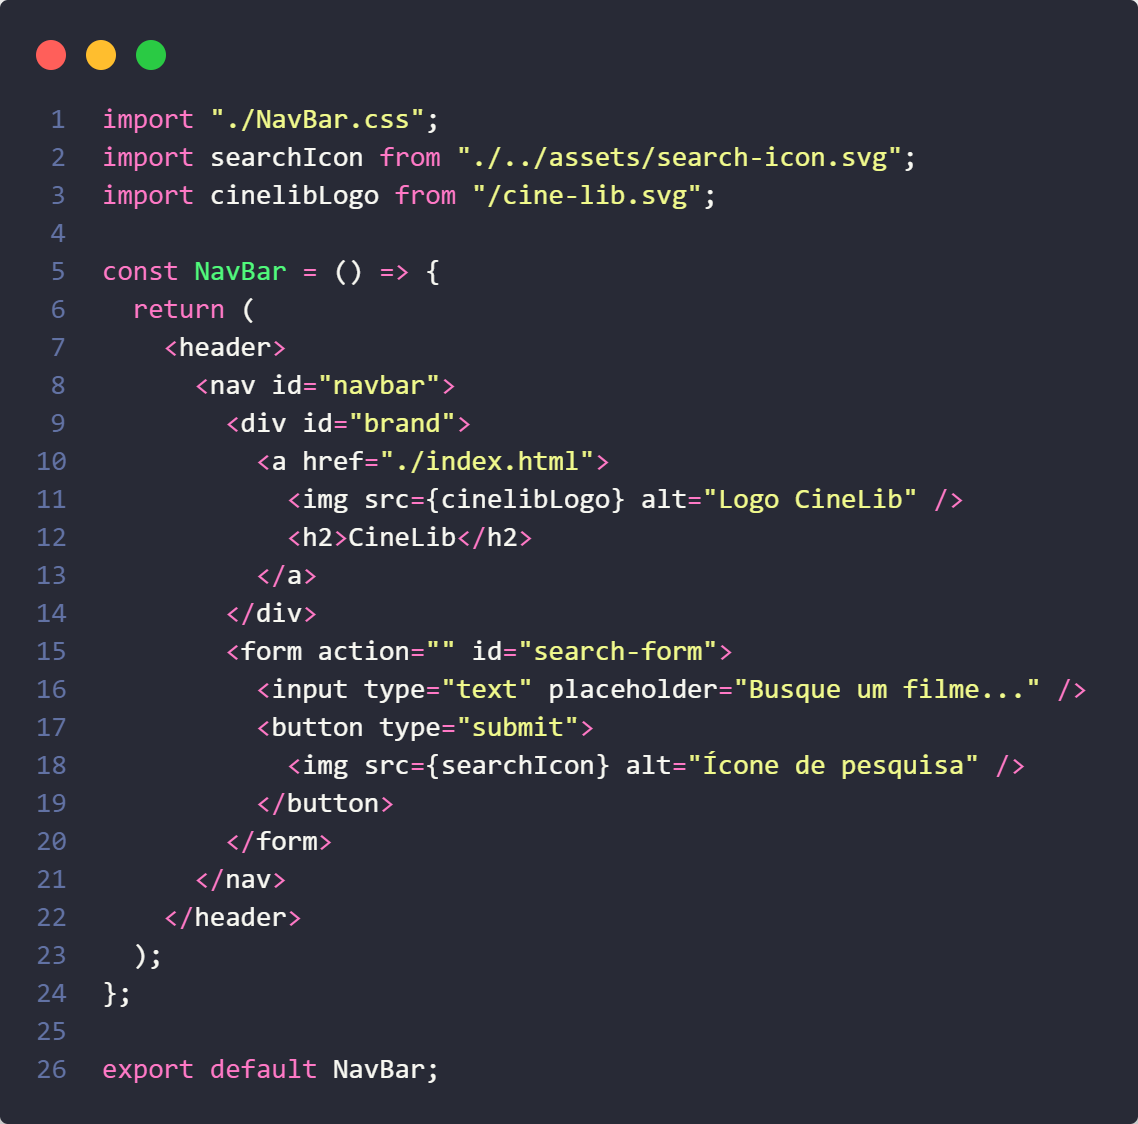 1 import "./NavBar.css";
2 import searchIcon from "./../assets/search-icon.svg";
3 import cinelibLogo from "/cine-lib.svg";
4
5 const NavBar = () => {
6   return (
7     <header>
8       <nav id="navbar">
9         <div id="brand">
10           <a href="./index.html">
11             <img src={cinelibLogo} alt="Logo CineLib" />
12             <h2>CineLib</h2>
13           </a>
14         </div>
15         <form action="" id="search-form">
16           <input type="text" placeholder="Busque um filme..." />
17           <button type="submit">
18             <img src={searchIcon} alt="Ícone de pesquisa" />
19           </button>
20         </form>
21       </nav>
22     </header>
23   );
24 };
25
26 export default NavBar;